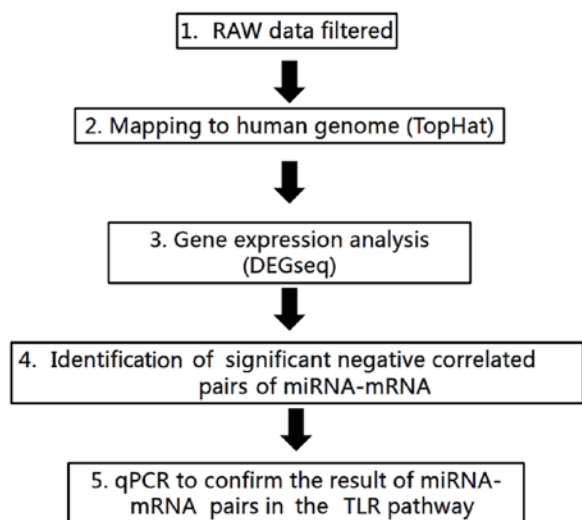 1. RAW data filtered
2. Mapping to human genome (TopHat)
3. Gene expression analysis
(DEGseq)
4. Identification of significant negative correlated
pairs of miRNA-mRNA
5. qPCR to confirm the result of miRNA-
mRNA pairs in the TLR pathway